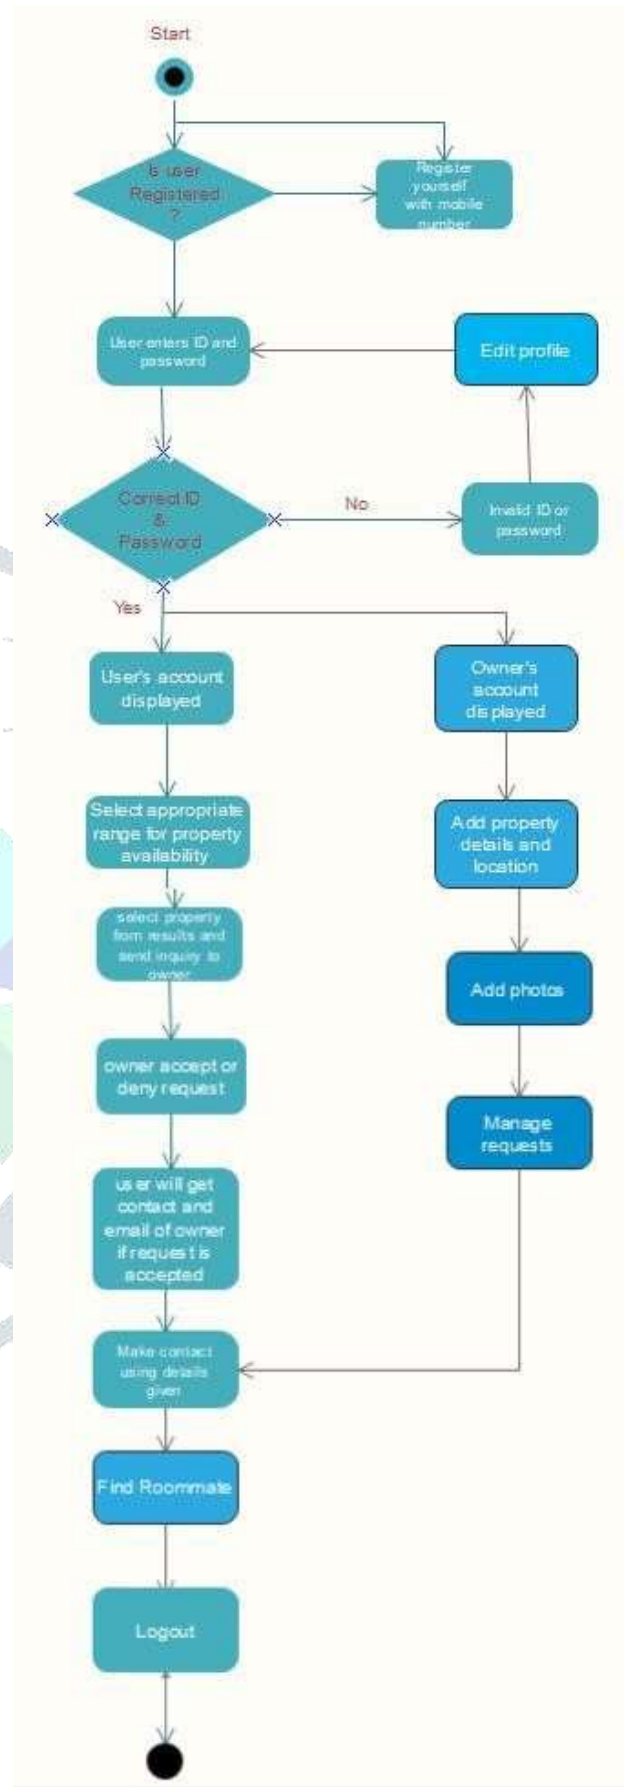 Start
Is user
Registered
?
Register
yourself
with mobile
number
User enters ID and
password
Edit profile
Correct ID
&
Password
No
Invalid ID or
password
Yes
User's account
displayed
Owner's
account
displayed
Select appropriate
range for property
availability
Add property
details and
location
select property
from results and
send inquiry to
owner
Add photos
owner accept or
deny request
Manage
requests
user will get
contact and
email of owner
if request is
accepted
Make contact
using details
given
Find Roommate
Logout